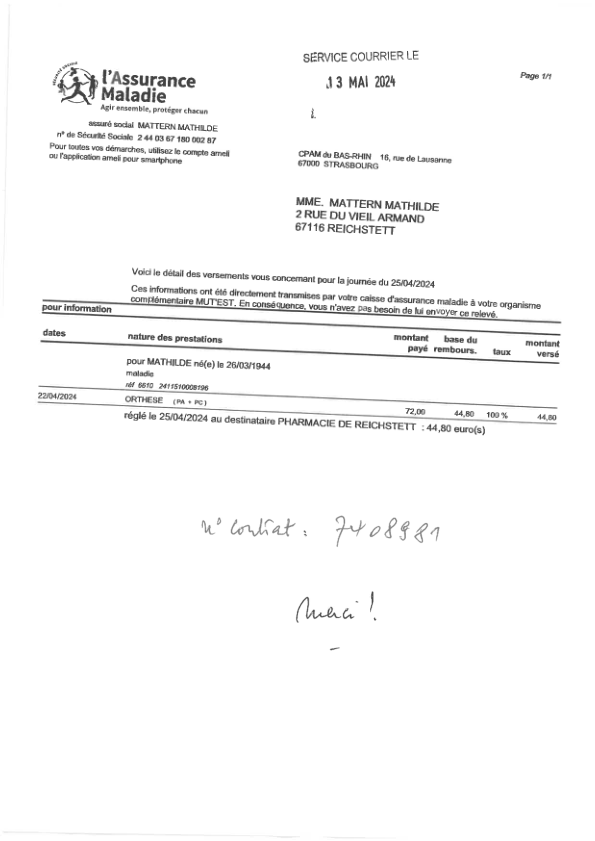 SERVICE COURRIER LE
13 MAI 2024
Page 1/1
SÉCURITÉ SOCIALE
l'Assurance
Maladie
Agir ensemble, protéger chacun
assuré social MATTERN MATHILDE
n° de Sécurité Sociale 2 44 03 67 180 002 87
Pour toutes vos démarches, utilisez le compte ameli
ou l'application ameli pour smartphone
CPAM du BAS-RHIN 16, rue de Lausanne
67000 STRASBOURG
MME. MATTERN MATHILDE
2 RUE DU VIEIL ARMAND
67116 REICHSTETT
Voici le détail des versements vous concernant pour la journée du 25/04/2024
Ces informations ont été directement transmises par votre caisse d'assurance maladie à votre organisme
complémentaire MUT'EST. En conséquence, vous n'avez pas besoin de lui envoyer ce relevé.
pour information
dates nature des prestations montant payé base du rembours. taux montant versé
pour MATHILDE né(e) le 26/03/1944
maladie
réf 6610 2411510008196
22/04/2024 ORTHESE (PA + PC) 72,00 44,80 100 % 44,80
réglé le 25/04/2024 au destinataire PHARMACIE DE REICHSTETT : 44,80 euro(s)
n° contrat : 7408981
Merci !